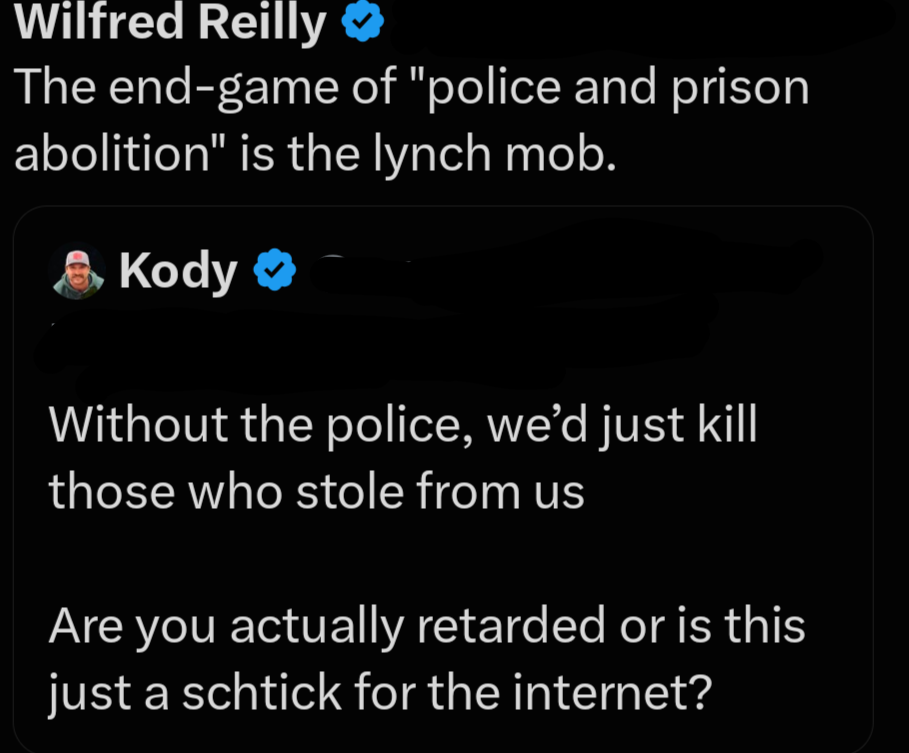 Wilfred Reilly
The end-game of "police and prison
abolition" is the lynch mob.
Kody
Without the police, we’d just kill
those who stole from us
Are you actually retarded or is this
just a schtick for the internet?